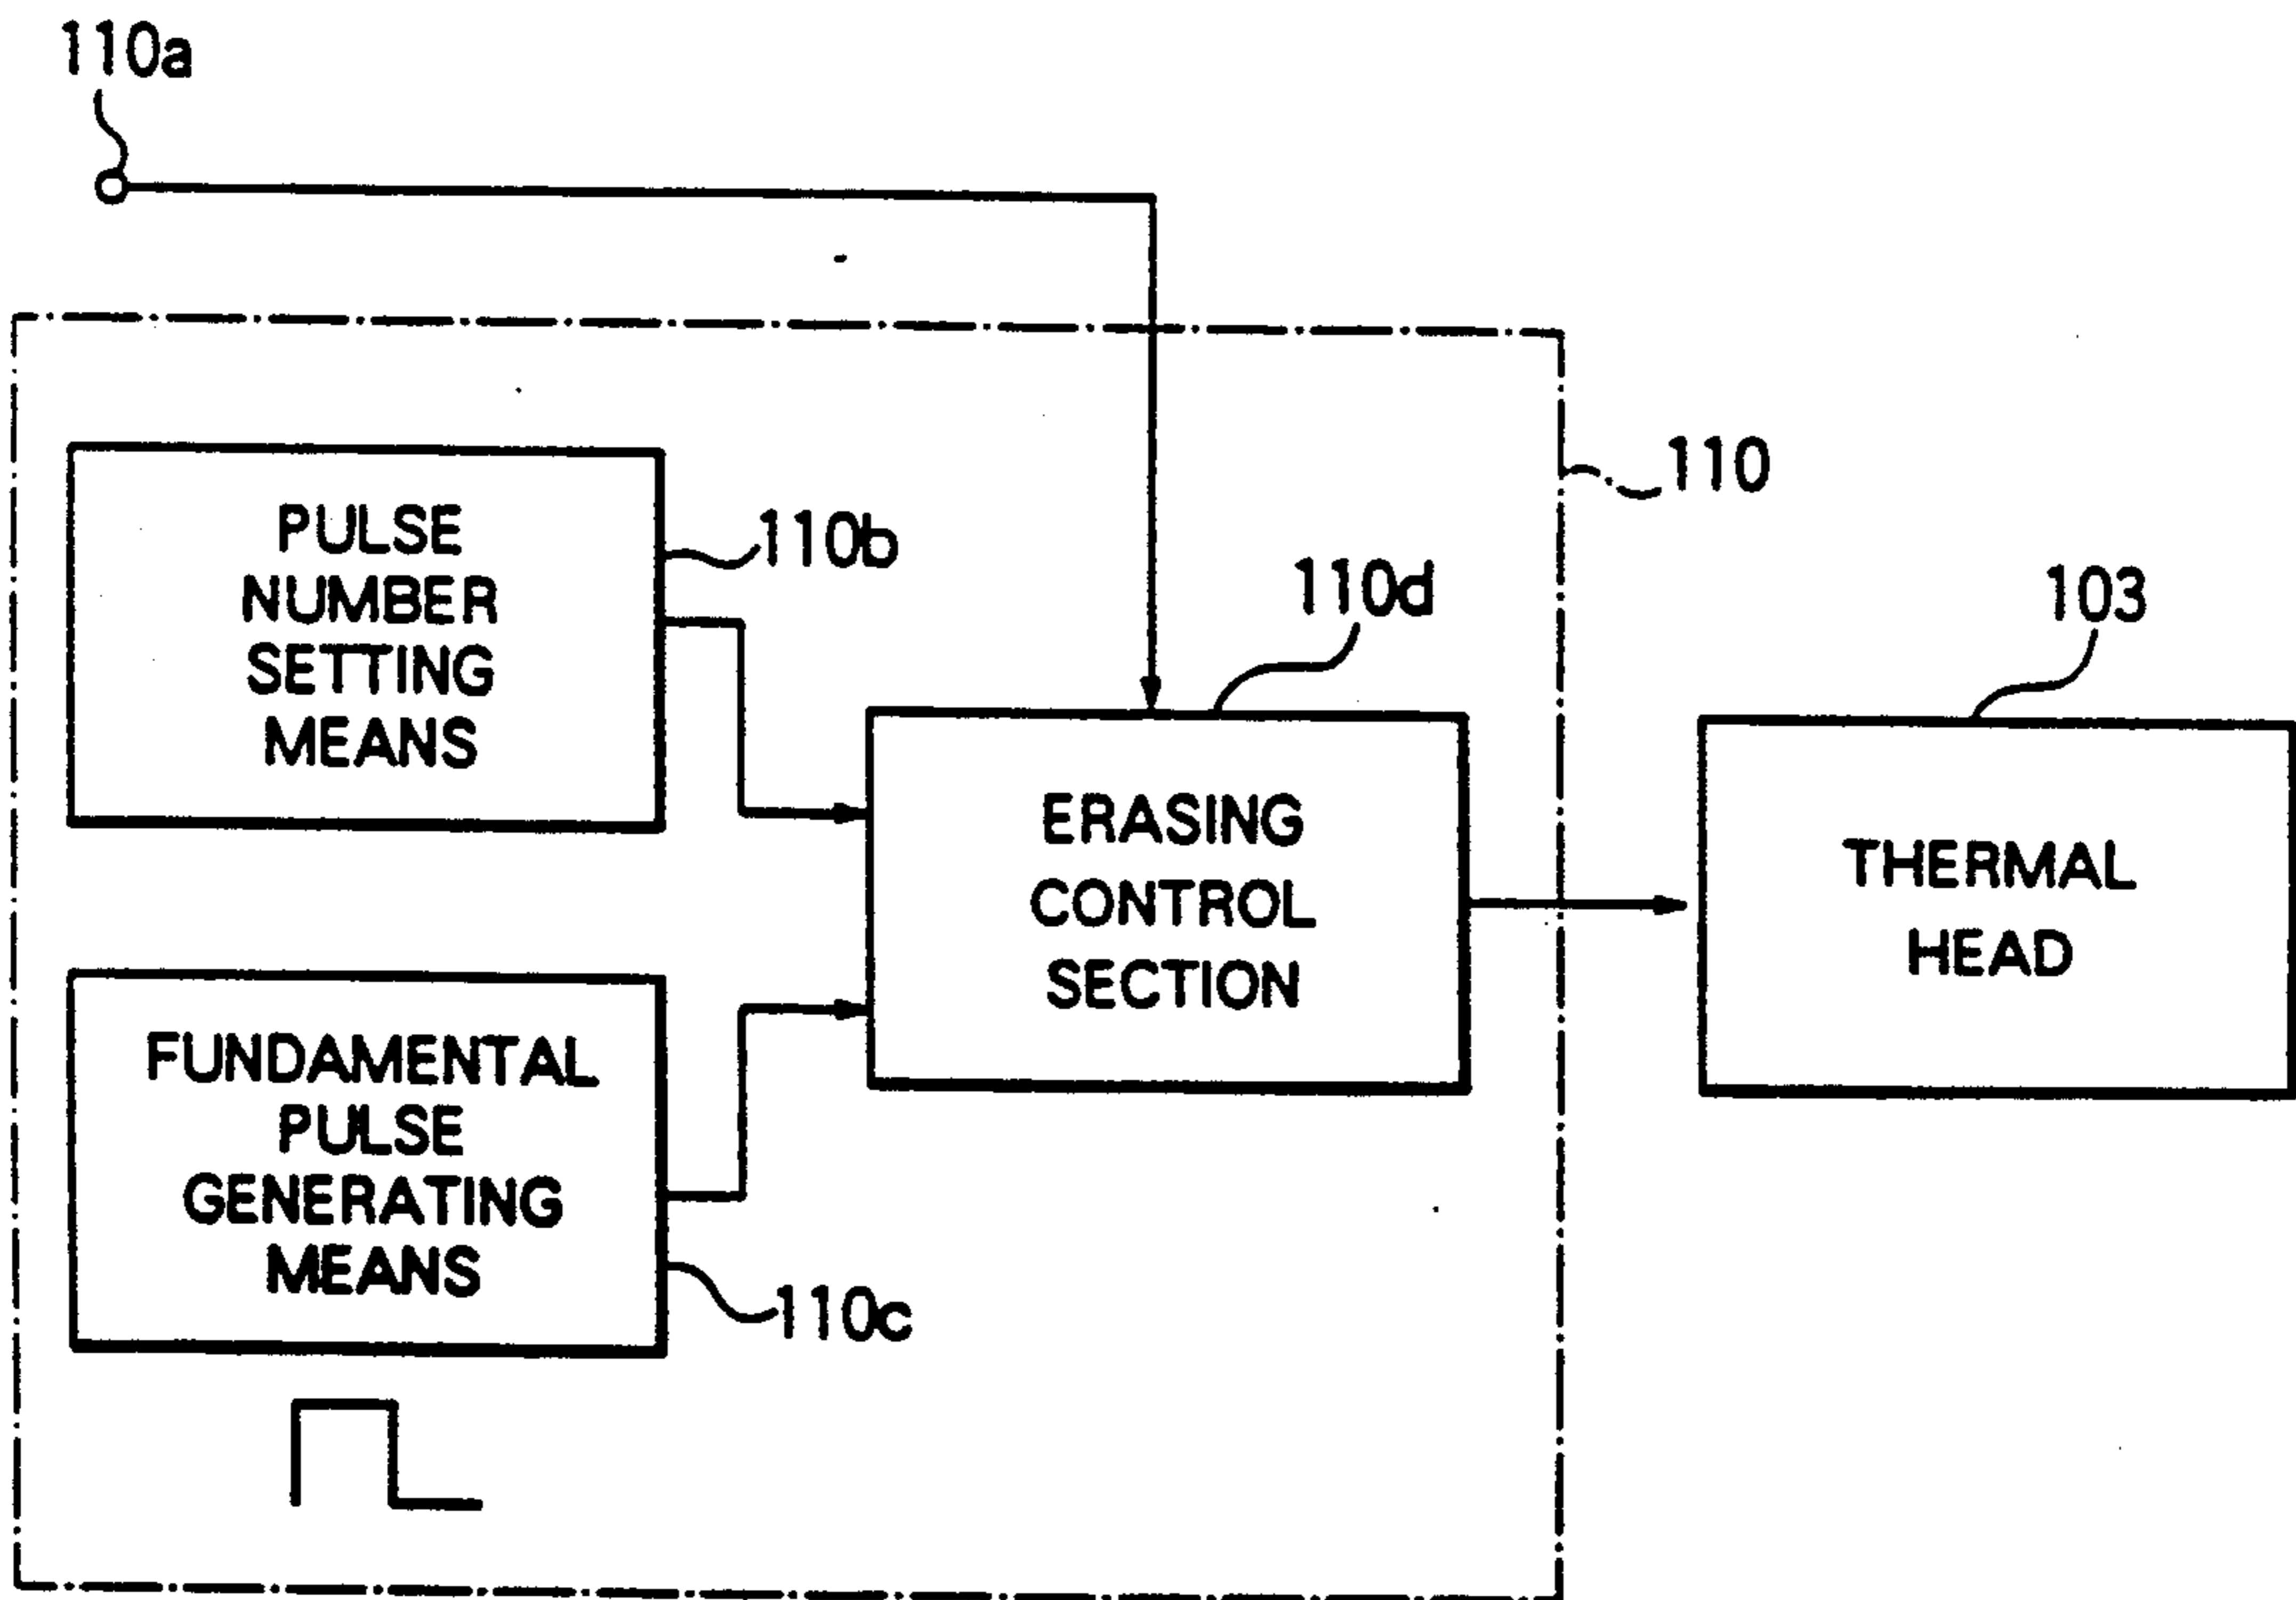 110a
110
PULSE
NUMBER
SETTING
MEANS
110b
110d
103
ERASING
CONTROL
SECTION
THERMAL
HEAD
FUNDAMENTAL
PULSE
GENERATING
MEANS
110c